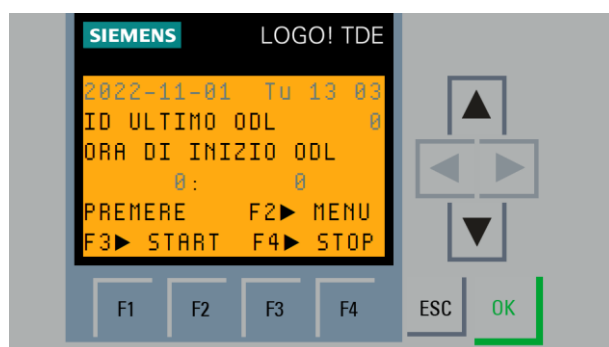 SIEMENS LOGO! TDE
2022-11-01 Tu 13 03
ID ULTIMO ODL 0
ORA DI INIZIO ODL
0: 0
PREMERE F2▶ MENU
F3▶ START F4▶ STOP
F1 F2 F3 F4 ESC OK